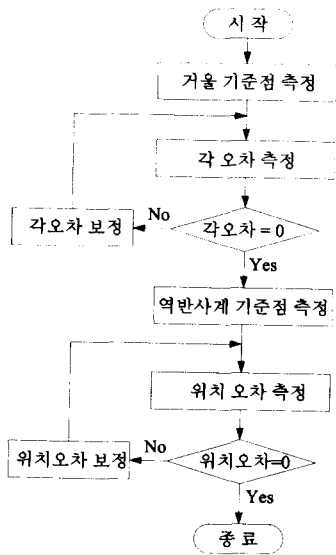 시 작
거울 기준점 측정
각 오차 측정
각오차 보정
No
각오차 = 0
Yes
역반사계 기준점 측정
위치 오차 측정
위치오차 보정
No
위치오차=0
Yes
종 료